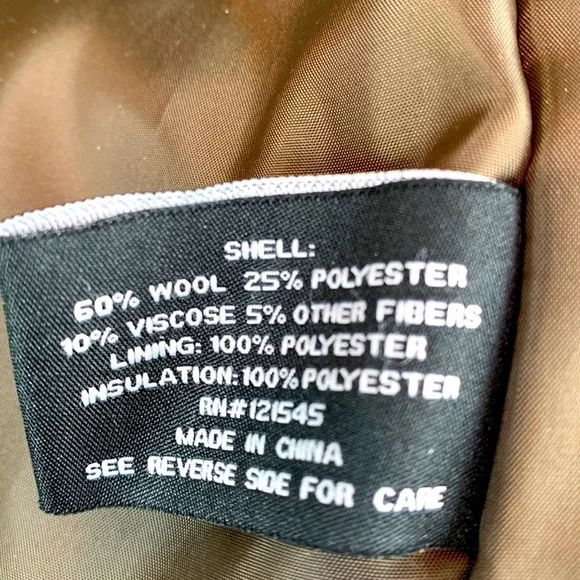 SHELL:
60% WOOL 25% POLYESTER
10% VISCOSE 5% OTHER FIBERS
LINING: 100% POLYESTER
INSULATION: 100% POLYESTER
RN#121545
MADE IN CHINA
SEE REVERSE SIDE FOR CARE